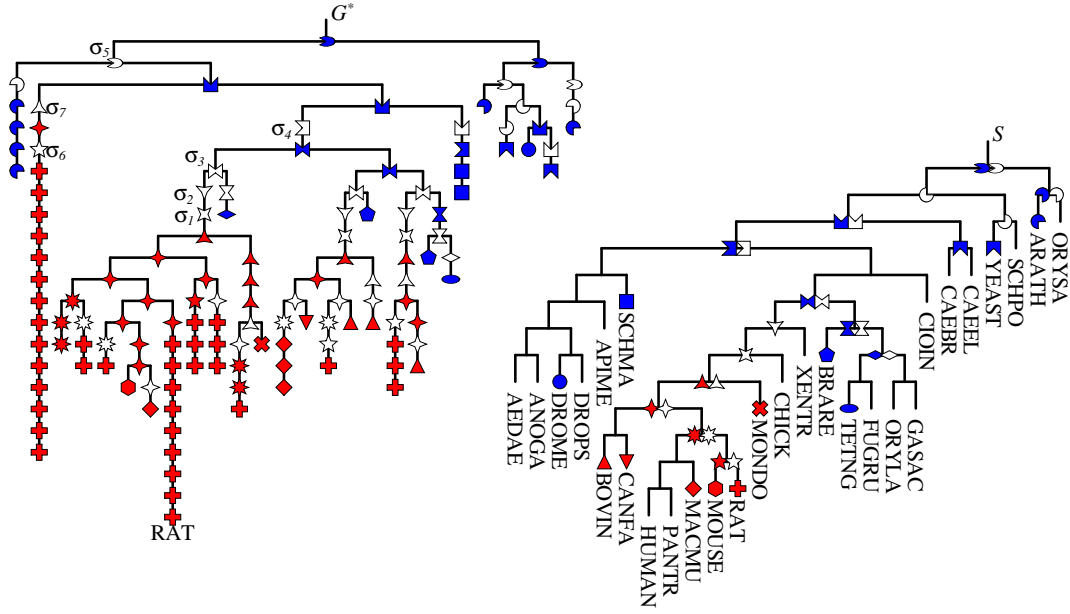 G*
σ5
σ7
σ4
σ6
σ3
σ2
σ1
RAT
S
ORYSA
ARATH
SCHPO
YEAST
CAEEL
CAEBR
CIOIN
SCHMA
APIME
DROPS
DROME
ANOGA
AEDAE
XENTR
BRARE
CHICK
MONDO
GASAC
ORYLA
FUGRU
TETNG
BOVIN
CANFA
RAT
MOUSE
MACMU
PANTR
HUMAN